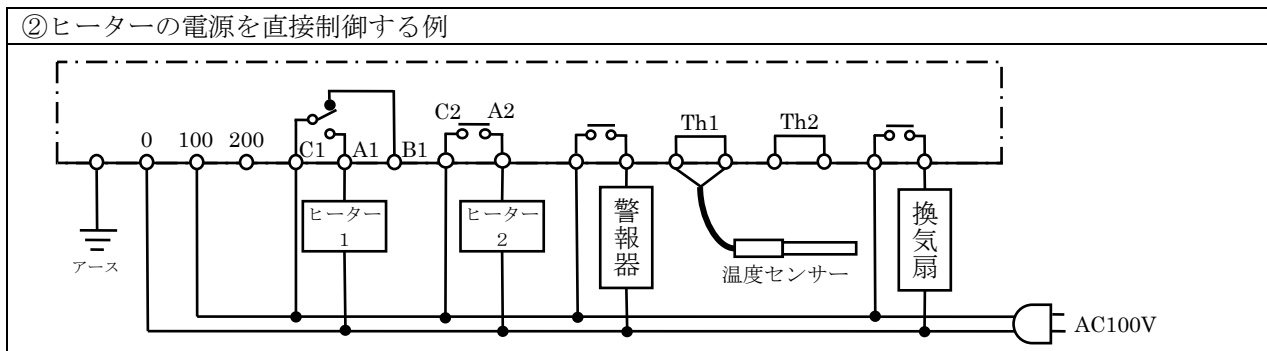 ②ヒーターの電源を直接制御する例
C2 A2
Th1 Th2
0 100 200
C1 A1 B1
ヒーター
1
ヒーター
2
警報器
換気扇
アース
温度センサー
AC100V